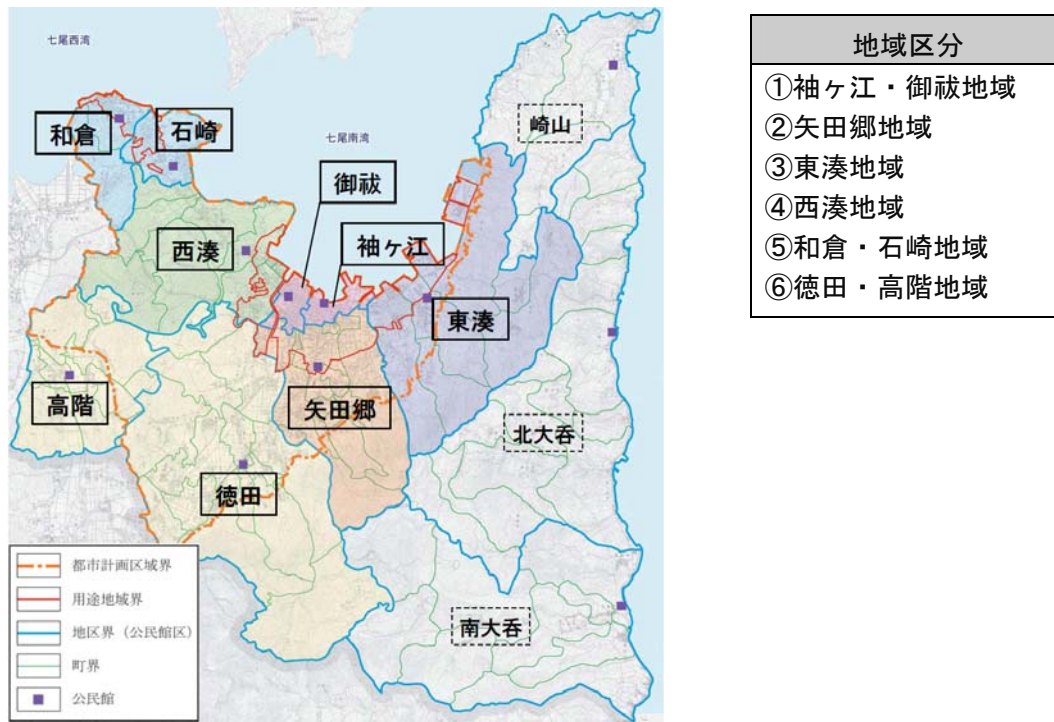 七尾西湾
和倉
石崎
七尾南湾
崎山
御祓
西湊
袖ヶ江
東湊
高階
矢田郷
北大呑
徳田
南大呑
都市計画区域界
用途地域界
地区界（公民館区）
町界
公民館
地域区分
①袖ヶ江・御祓地域
②矢田郷地域
③東湊地域
④西湊地域
⑤和倉・石崎地域
⑥徳田・高階地域